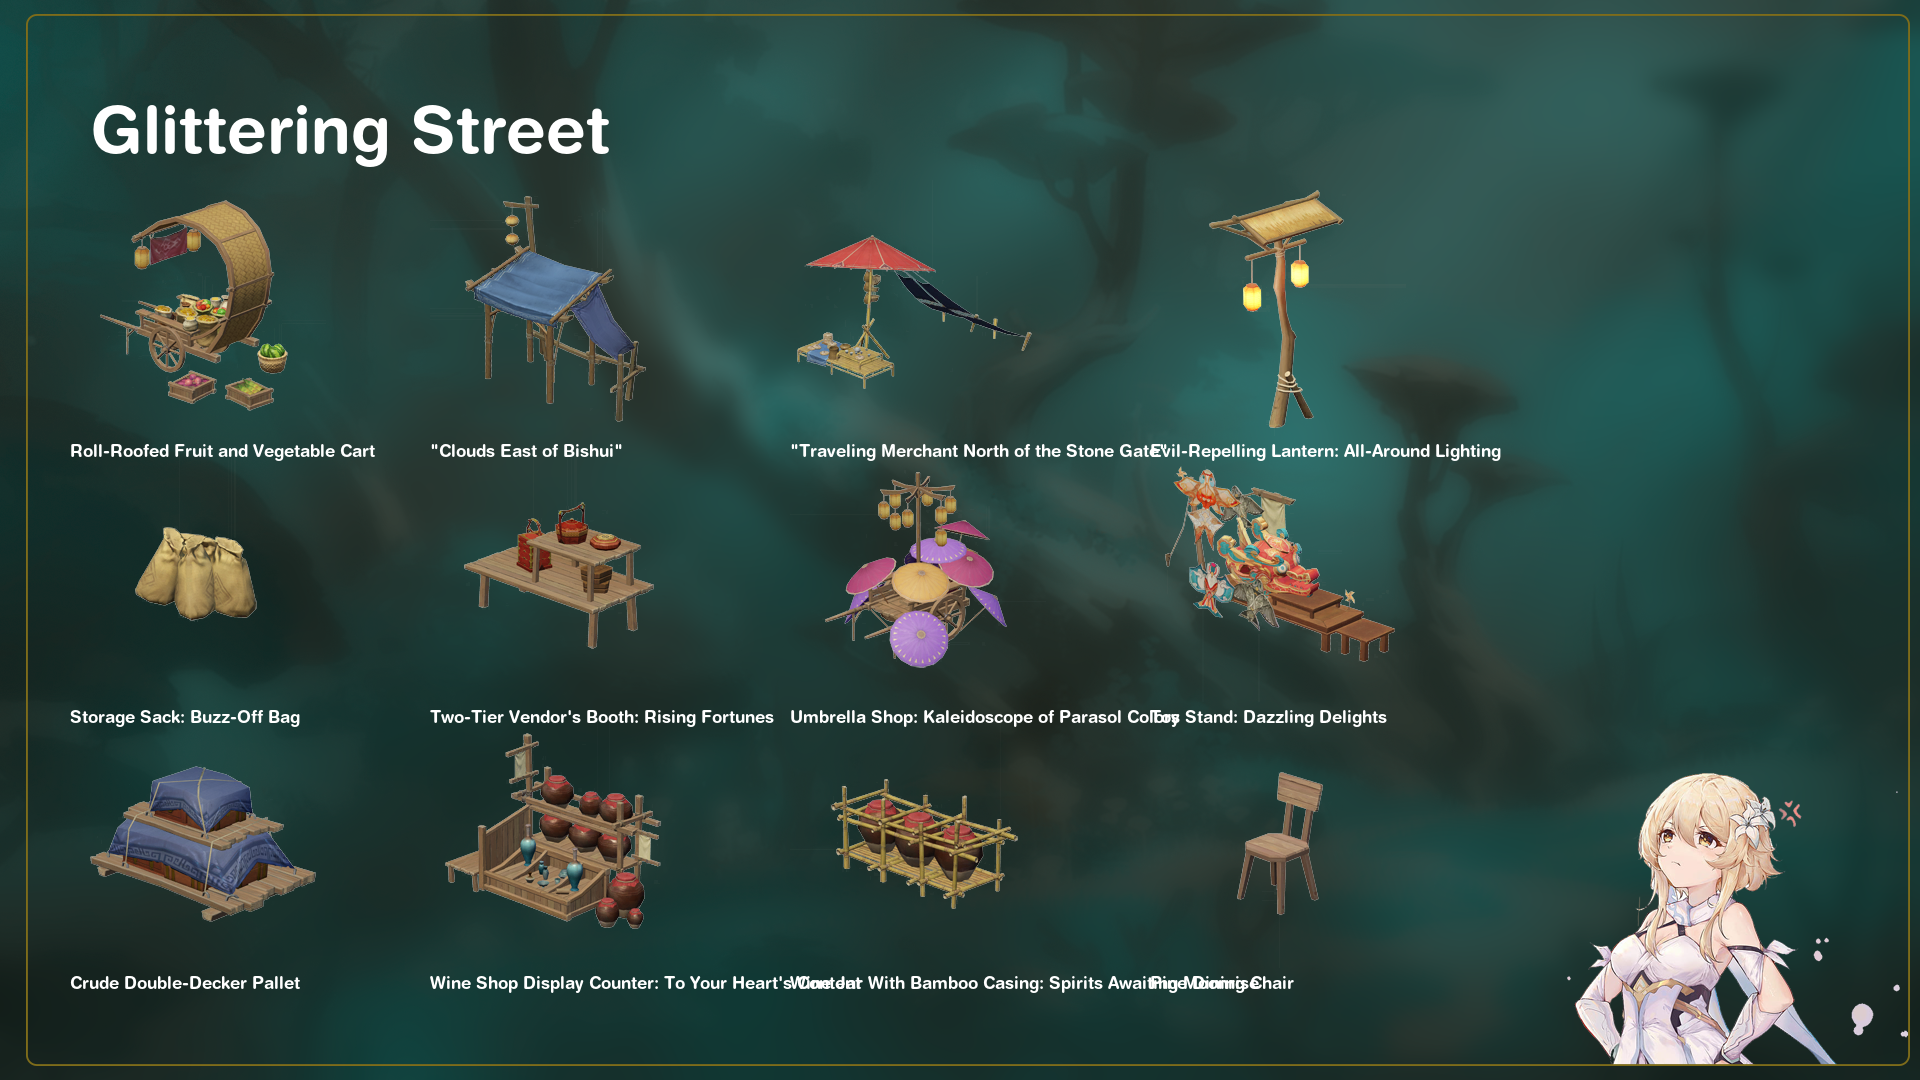 Glittering Street
Roll-Roofed Fruit and Vegetable Cart
"Clouds East of Bishui"
"Traveling Merchant North of the Stone Gate"
Evil-Repelling Lantern: All-Around Lighting
Storage Sack: Buzz-Off Bag
Two-Tier Vendor's Booth: Rising Fortunes
Umbrella Shop: Kaleidoscope of Parasol Colors
Toy Stand: Dazzling Delights
Crude Double-Decker Pallet
Wine Shop Display Counter: To Your Heart's Content
Wine Jar With Bamboo Casing: Spirits Awaiting Moonrise
Pine Dining Chair